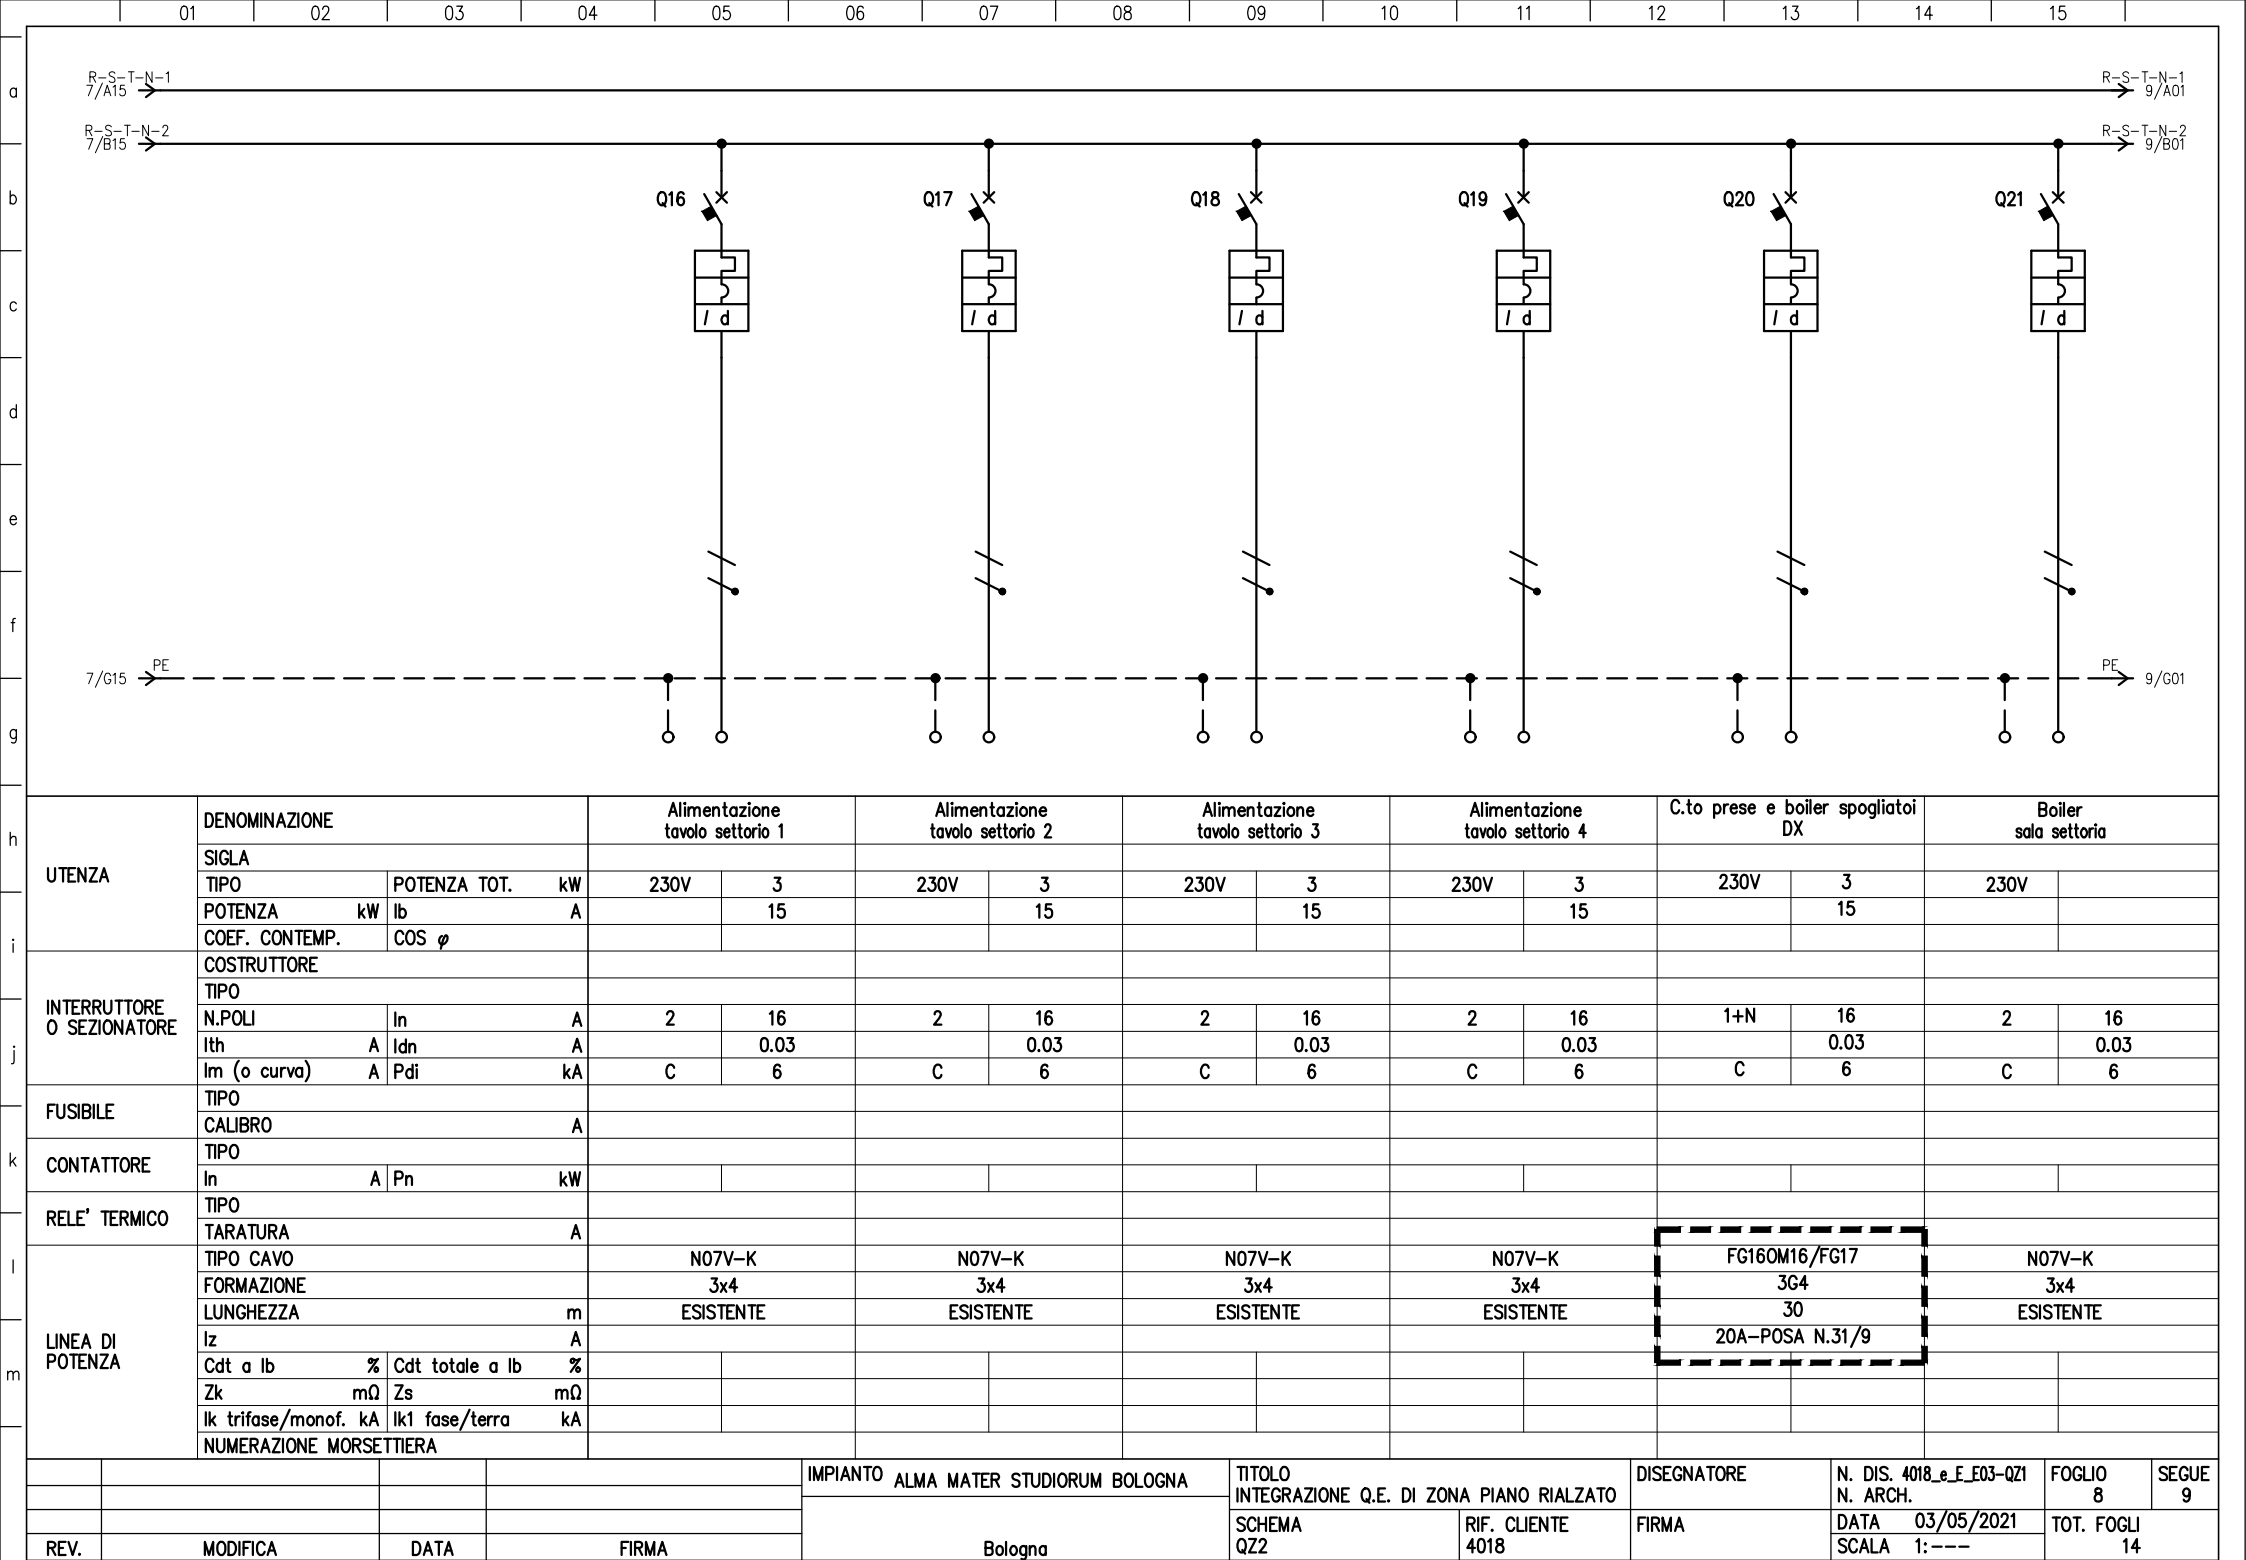 01 02 03 04 05 06 07 08 09 10 11 12 13 14 15
a
R-S-T-N-1
7/A15
R-S-T-N-1
9/A01
R-S-T-N-2
7/B15
R-S-T-N-2
9/B01
b
Q16 Q17 Q18 Q19 Q20 Q21
c
I d I d I d I d I d I d
d
e
f
PE
7/G15
PE
9/G01
g
h
i
j
k
l
m
UTENZA
DENOMINAZIONE
Alimentazione
tavolo settorio 1
Alimentazione
tavolo settorio 2
Alimentazione
tavolo settorio 3
Alimentazione
tavolo settorio 4
C.to prese e boiler spogliatoi
DX
Boiler
sala settoria
SIGLA
TIPO POTENZA TOT. kW 230V 3 230V 3 230V 3 230V 3 230V 3 230V
POTENZA kW Ib A 15 15 15 15 15
COEF. CONTEMP. COS φ
INTERRUTTORE
O SEZIONATORE
COSTRUTTORE
TIPO
N.POLI In A 2 16 2 16 2 16 2 16 1+N 16 2 16
Ith A Idn A 0.03 0.03 0.03 0.03 0.03 0.03
Im (o curva) A Pdi kA C 6 C 6 C 6 C 6 C 6 C 6
FUSIBILE
TIPO
CALIBRO A
CONTATTORE
TIPO
In A Pn kW
RELE' TERMICO
TIPO
TARATURA A
LINEA DI
POTENZA
TIPO CAVO N07V-K N07V-K N07V-K N07V-K FG16OM16/FG17 N07V-K
FORMAZIONE 3x4 3x4 3x4 3x4 3G4 3x4
LUNGHEZZA m ESISTENTE ESISTENTE ESISTENTE ESISTENTE 30 ESISTENTE
Iz A 20A-POSA N.31/9
Cdt a Ib % Cdt totale a Ib %
Zk mΩ Zs mΩ
Ik trifase/monof. kA Ik1 fase/terra kA
NUMERAZIONE MORSETTIERA
REV. MODIFICA DATA FIRMA
IMPIANTO ALMA MATER STUDIORUM BOLOGNA
Bologna
TITOLO
INTEGRAZIONE Q.E. DI ZONA PIANO RIALZATO
SCHEMA
QZ2
RIF. CLIENTE
4018
DISEGNATORE
FIRMA
N. DIS. 4018_e_E_E03-QZ1
N. ARCH.
DATA 03/05/2021
SCALA 1:---
FOGLIO
8
SEGUE
9
TOT. FOGLI
14